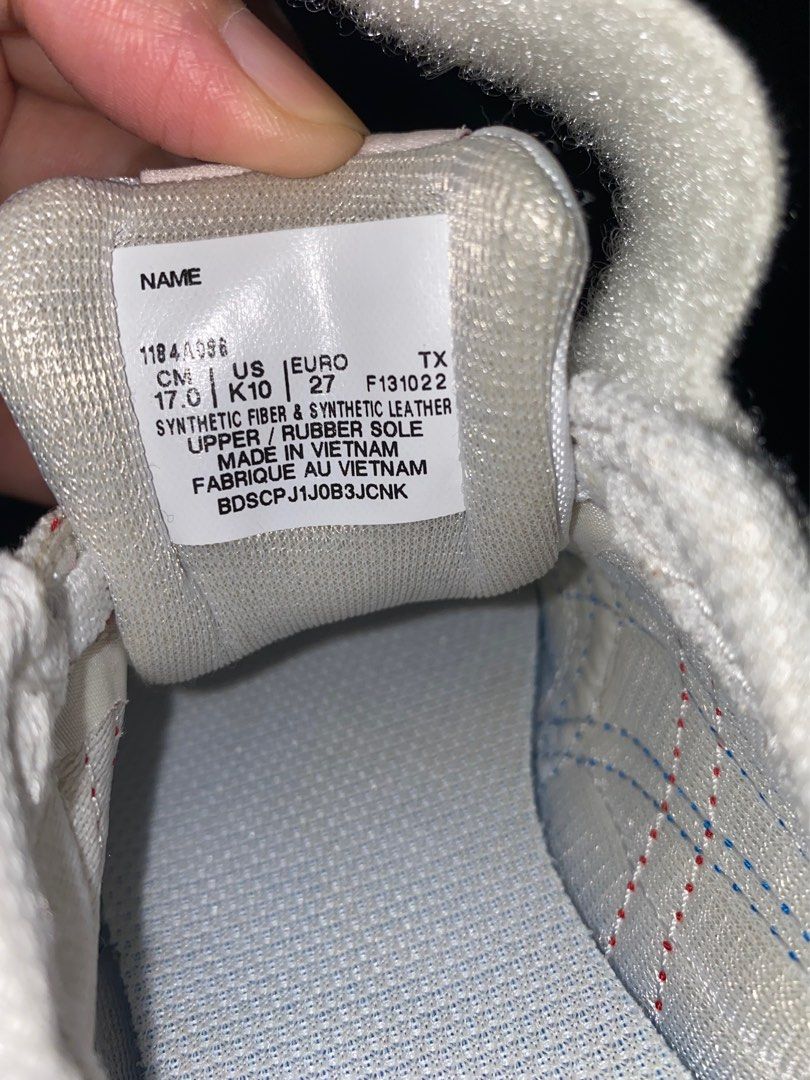 NAME
1184A096
CM | US | EURO TX
17.0 | K10 | 27 F131022
SYNTHETIC FIBER & SYNTHETIC LEATHER
UPPER / RUBBER SOLE
MADE IN VIETNAM
FABRIQUE AU VIETNAM
BDSCPJ1J0B3JCNK